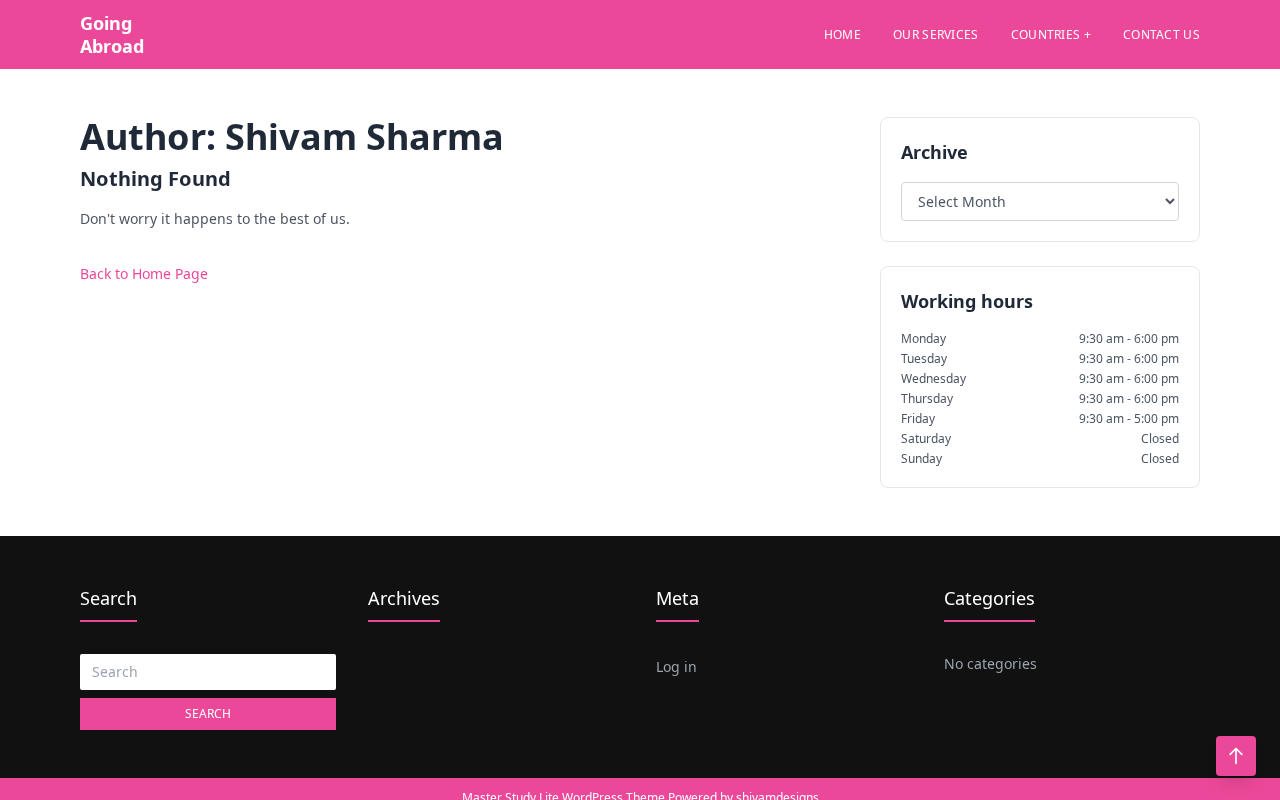 Going
Abroad
HOME
OUR SERVICES
COUNTRIES +
CONTACT US
Author: Shivam Sharma
Nothing Found
Don't worry it happens to the best of us.
Back to Home Page
Archive
Select Month
Working hours
Monday 9:30 am - 6:00 pm
Tuesday 9:30 am - 6:00 pm
Wednesday 9:30 am - 6:00 pm
Thursday 9:30 am - 6:00 pm
Friday 9:30 am - 5:00 pm
Saturday Closed
Sunday Closed
Search
Search
SEARCH
Archives
Meta
Log in
Categories
No categories
Master Study Lite WordPress Theme Powered by shivamdesigns